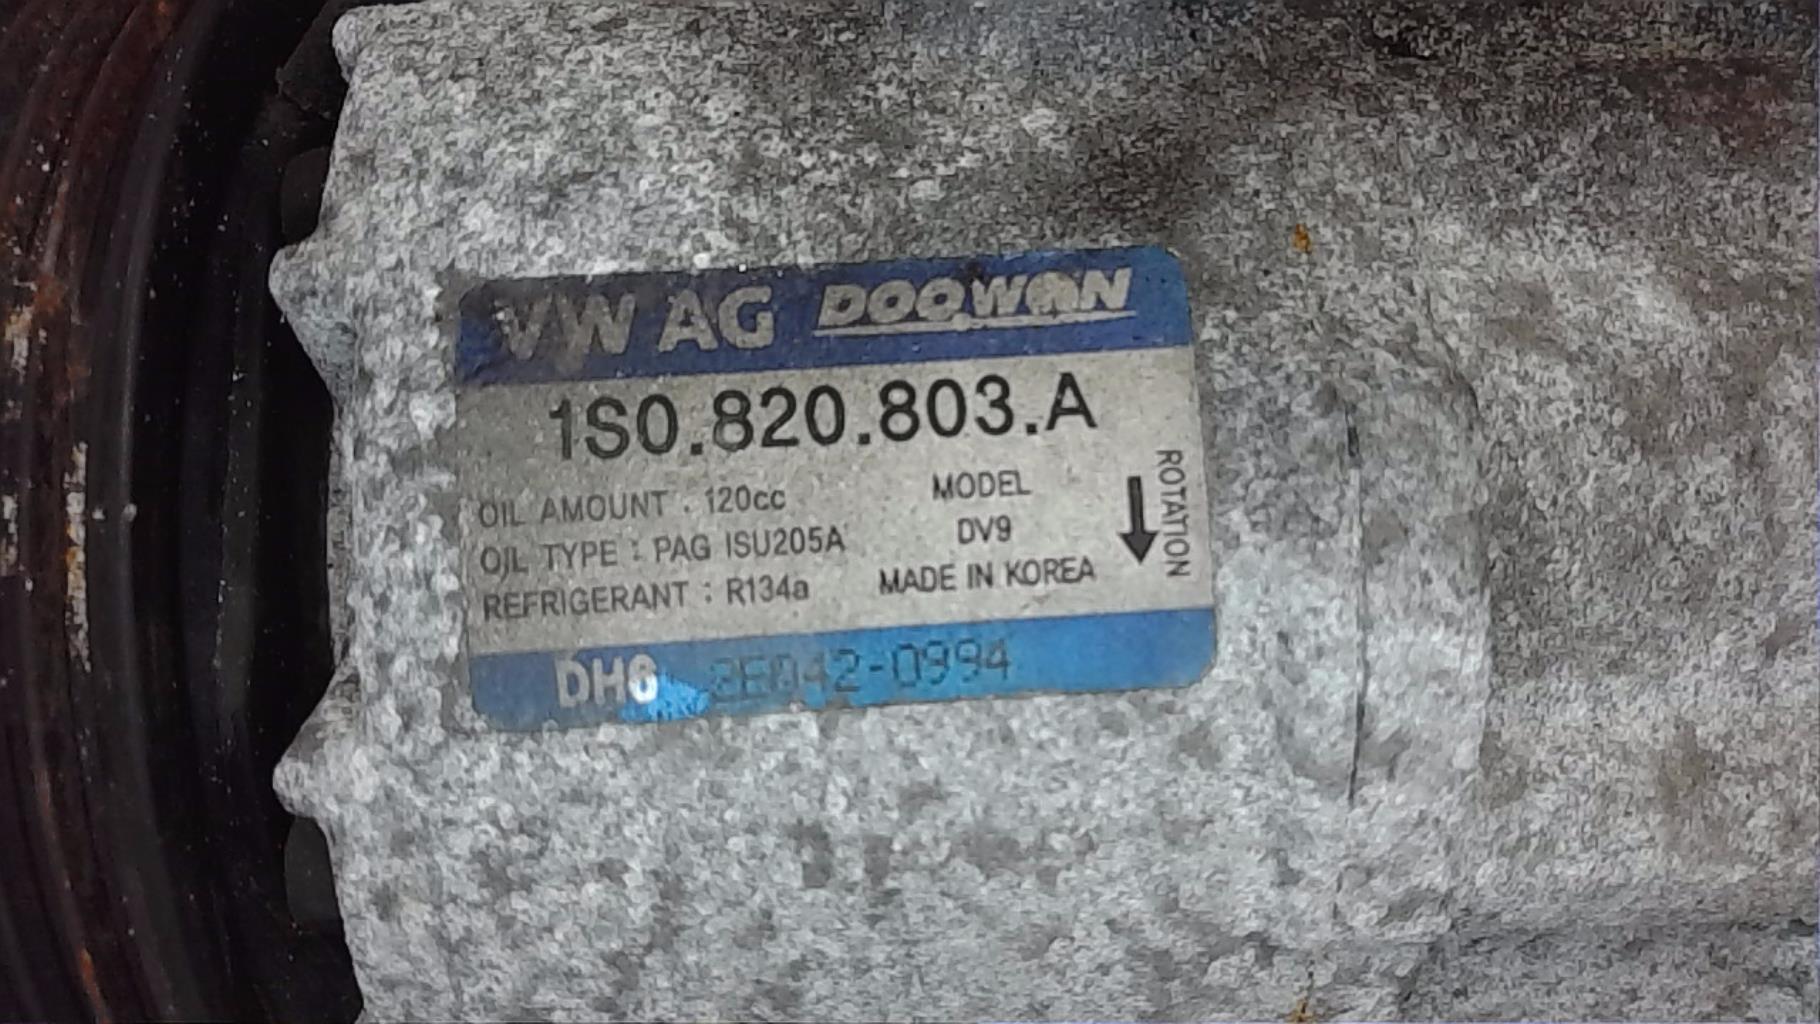 VW AG DOOWON
1S0.820.803.A
OIL AMOUNT : 120cc
OIL TYPE : PAG ISU205A
REFRIGERANT : R134a
MODEL
DV9
MADE IN KOREA
ROTATION
DH6